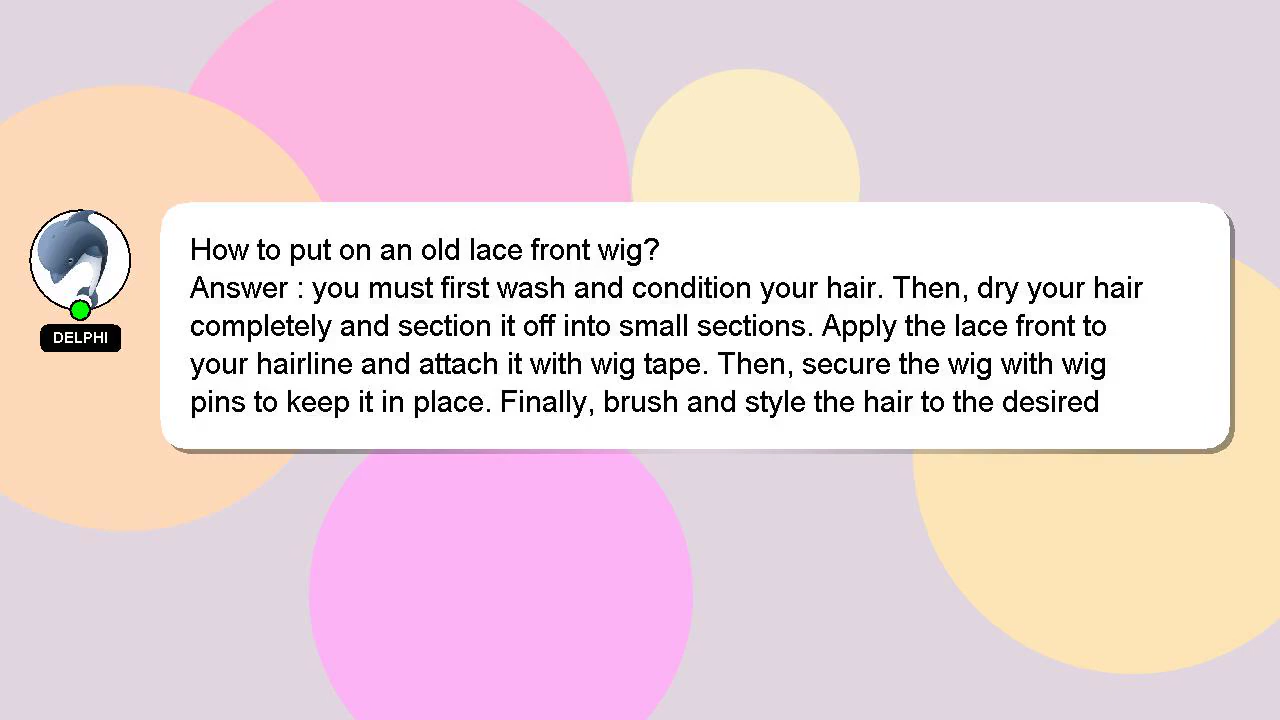 How to put on an old lace front wig?
Answer : you must first wash and condition your hair. Then, dry your hair
completely and section it off into small sections. Apply the lace front to
your hairline and attach it with wig tape. Then, secure the wig with wig
pins to keep it in place. Finally, brush and style the hair to the desired
DELPHI